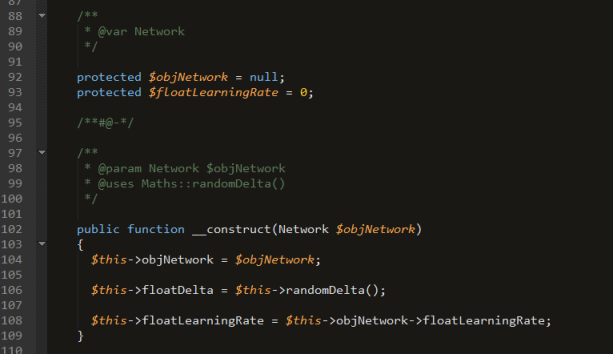 87
88 /**
89 * @var Network
90 */
91
92 protected $objNetwork = null;
93 protected $floatLearningRate = 0;
94
95 /**#@-*/
96
97 /**
98 * @param Network $objNetwork
99 * @uses Maths::randomDelta()
100 */
101
102 public function __construct(Network $objNetwork)
103 {
104 $this->objNetwork = $objNetwork;
105
106 $this->floatDelta = $this->randomDelta();
107
108 $this->floatLearningRate = $this->objNetwork->floatLearningRate;
109 }
110